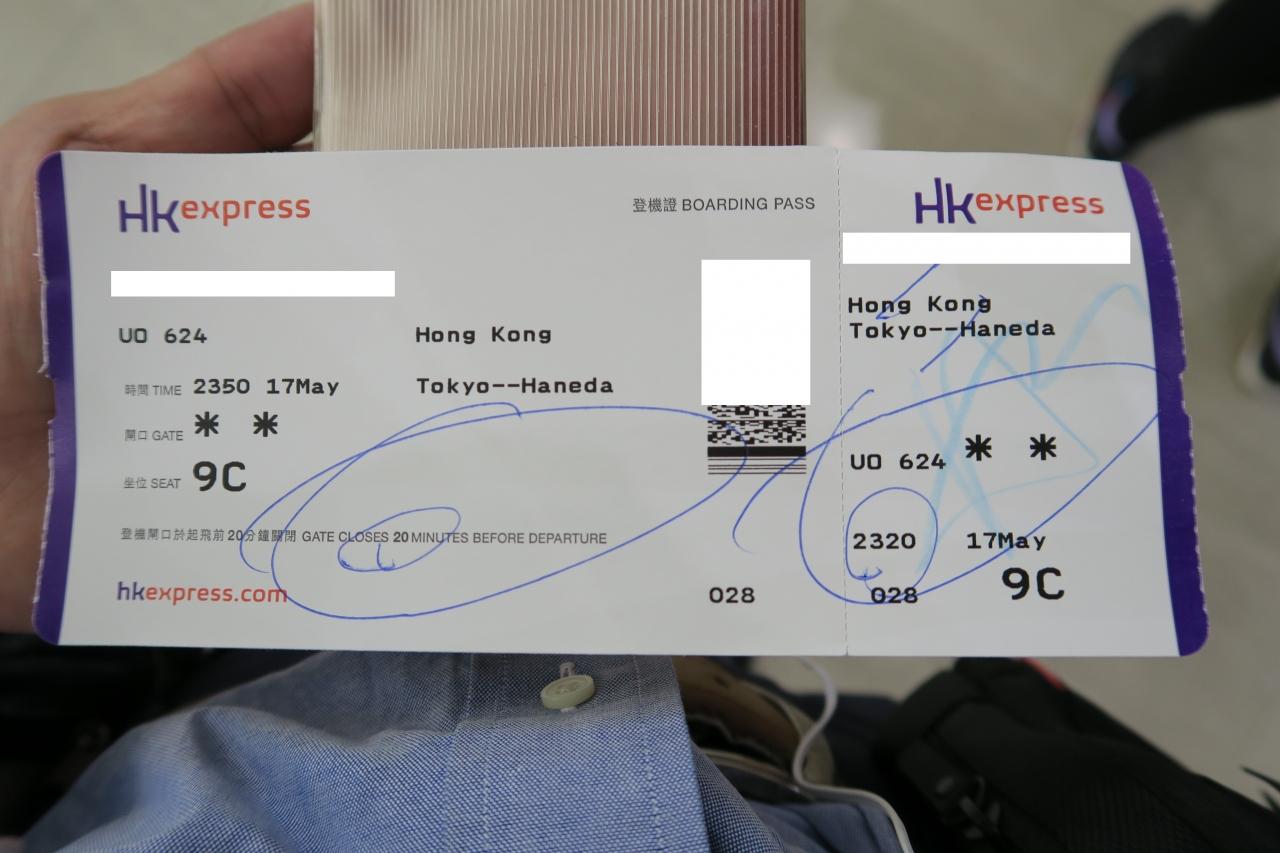 Hkexpress
登機證 BOARDING PASS
UO 624 Hong Kong
時間 TIME 2350 17May Tokyo--Haneda
閘口 GATE * *
坐位 SEAT 9C
登機閘口於起飛前20分鐘關閉 GATE CLOSES 20 MINUTES BEFORE DEPARTURE
hkexpress.com 028
Hkexpress
Hong Kong
Tokyo--Haneda
UO 624 * *
2320 17May
028 9C